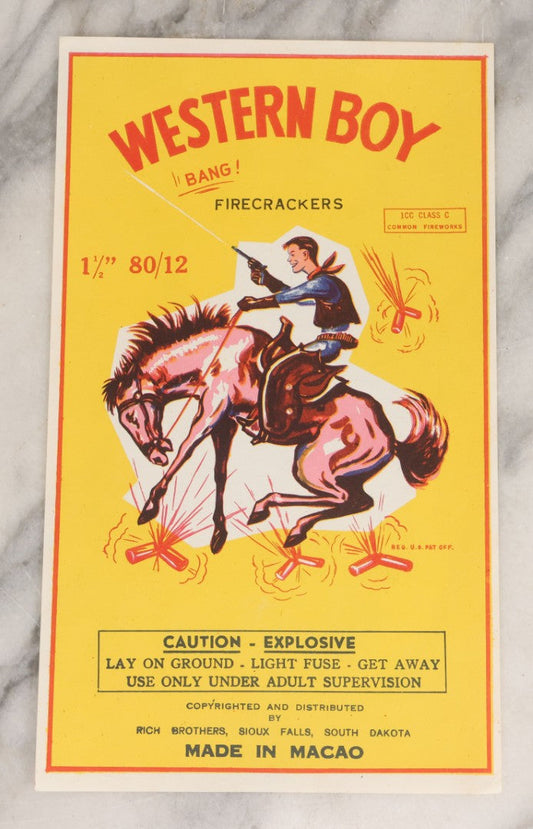 WESTERN BOY
BANG!
FIRECRACKERS
1CC CLASS C
COMMON FIREWORKS
1½" 80/12
REG. U.S. PAT OFF.
CAUTION - EXPLOSIVE
LAY ON GROUND - LIGHT FUSE - GET AWAY
USE ONLY UNDER ADULT SUPERVISION
COPYRIGHTED AND DISTRIBUTED
BY
RICH BROTHERS, SIOUX FALLS, SOUTH DAKOTA
MADE IN MACAO